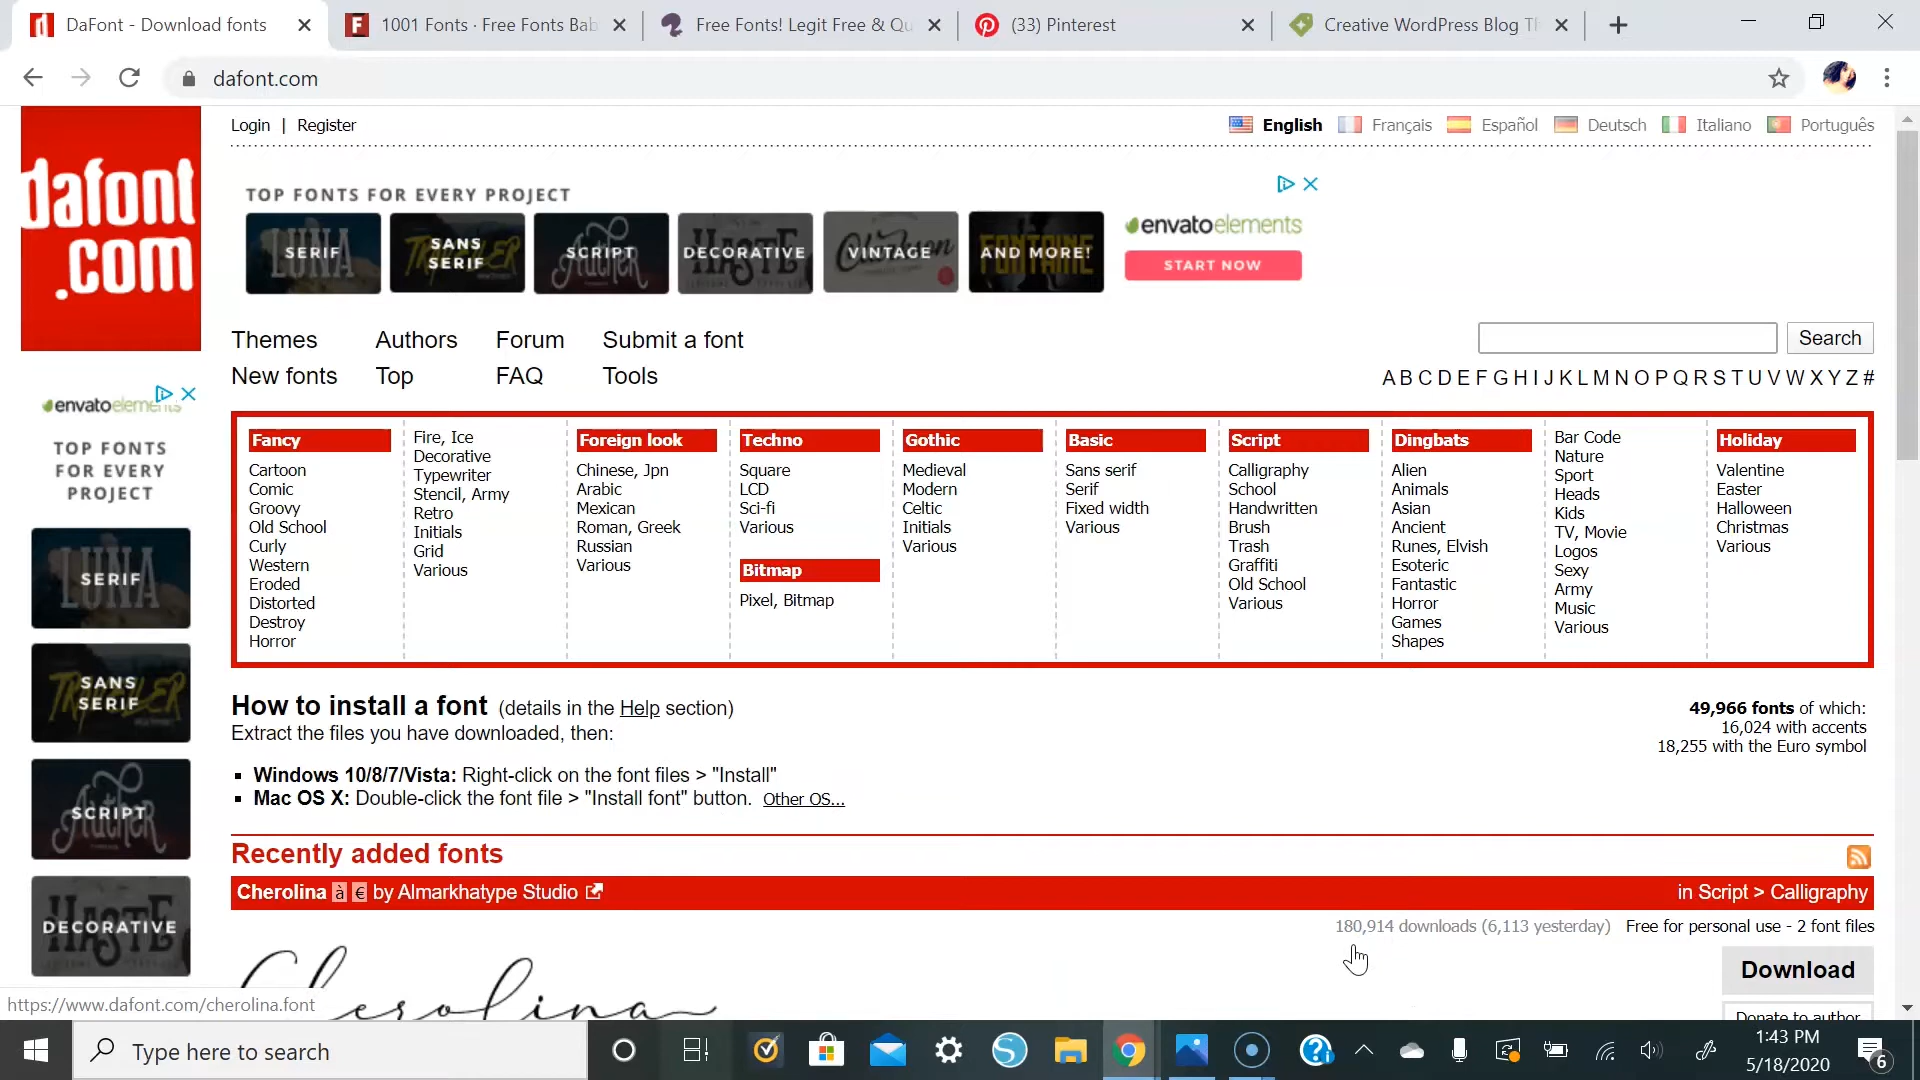 DaFont - Download fonts
1001 Fonts · Free Fonts Bab
Free Fonts! Legit Free & Qu
(33) Pinterest
Creative WordPress Blog Th
dafont.com
Login | Register
English Français Español Deutsch Italiano Português
dafont
.com
TOP FONTS FOR EVERY PROJECT
SERIF
SANS SERIF
SCRIPT
DECORATIVE
VINTAGE
AND MORE!
envatoelements
START NOW
Themes Authors Forum Submit a font
New fonts Top FAQ Tools
Search
A B C D E F G H I J K L M N O P Q R S T U V W X Y Z #
envatoelements
TOP FONTS
FOR EVERY
PROJECT
SERIF
SANS
SERIF
SCRIPT
DECORATIVE
Fancy
Cartoon
Comic
Groovy
Old School
Curly
Western
Eroded
Distorted
Destroy
Horror
Fire, Ice
Decorative
Typewriter
Stencil, Army
Retro
Initials
Grid
Various
Foreign look
Chinese, Jpn
Arabic
Mexican
Roman, Greek
Russian
Various
Techno
Square
LCD
Sci-fi
Various
Bitmap
Pixel, Bitmap
Gothic
Medieval
Modern
Celtic
Initials
Various
Basic
Sans serif
Serif
Fixed width
Various
Script
Calligraphy
School
Handwritten
Brush
Trash
Graffiti
Old School
Various
Dingbats
Alien
Animals
Asian
Ancient
Runes, Elvish
Esoteric
Fantastic
Horror
Games
Shapes
Bar Code
Nature
Sport
Heads
Kids
TV, Movie
Logos
Sexy
Army
Music
Various
Holiday
Valentine
Easter
Halloween
Christmas
Various
How to install a font (details in the Help section)
Extract the files you have downloaded, then:
Windows 10/8/7/Vista: Right-click on the font files > "Install"
Mac OS X: Double-click the font file > "Install font" button. Other OS...
49,966 fonts of which:
16,024 with accents
18,255 with the Euro symbol
Recently added fonts
Cherolina à € by Almarkhatype Studio
in Script > Calligraphy
180,914 downloads (6,113 yesterday) Free for personal use - 2 font files
Cherolina
Download
Donate to author
https://www.dafont.com/cherolina.font
Type here to search
1:43 PM
5/18/2020
6